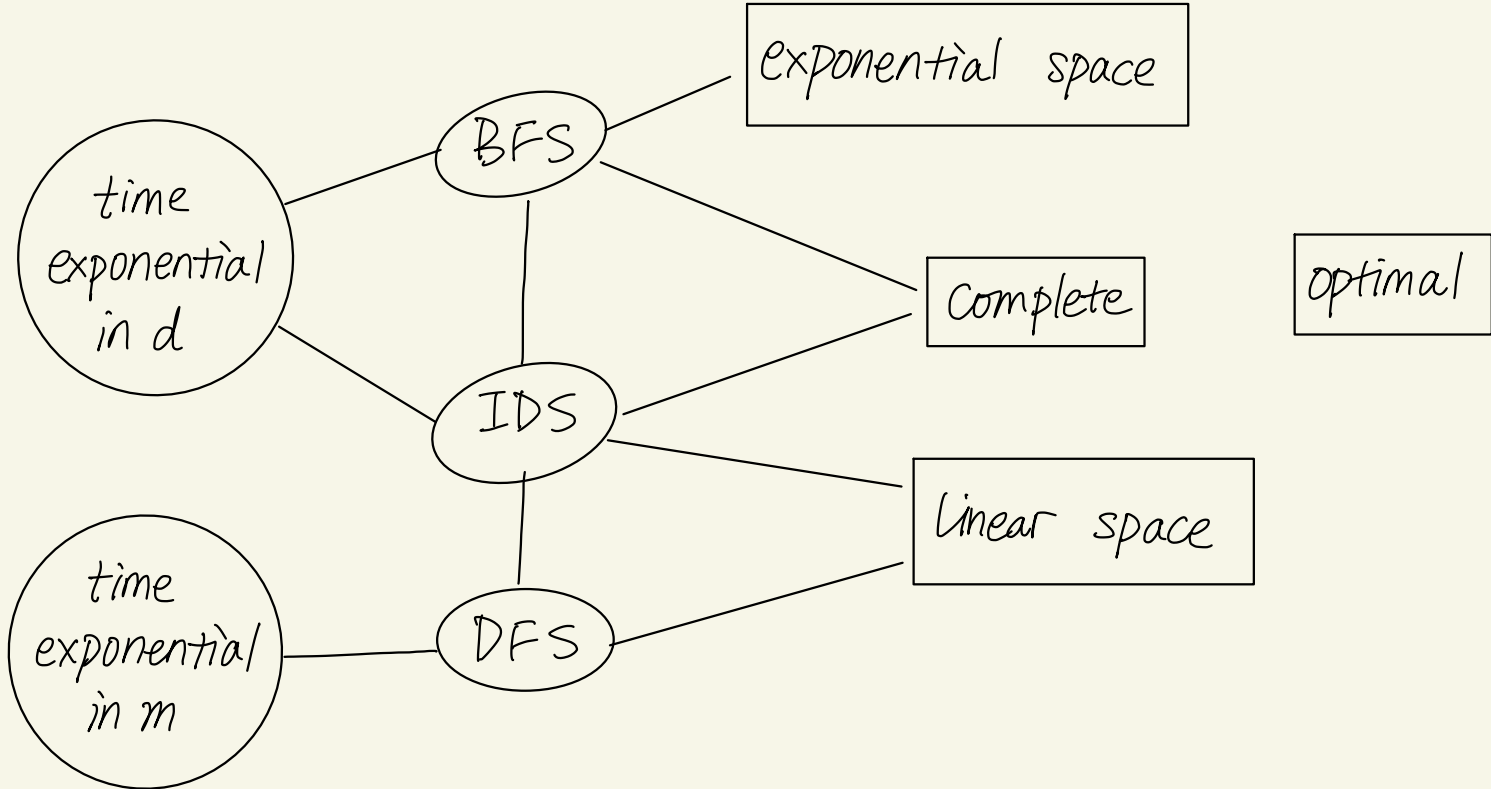 exponential space
BFS
time
exponential
in d
complete
optimal
IDS
linear space
time
exponential
in m
DFS